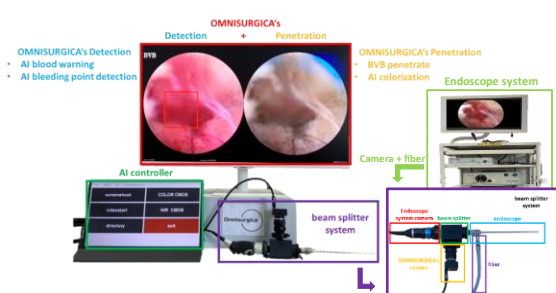 OMNISURGICA's
Detection + Penetration
OMNISURGICA's Detection
• AI blood warning
• AI bleeding point detection
BVB
OMNISURGICA's Penetration
• BVB penetrate
• AI colorization
Endoscope system
Camera + fiber
AI controller
COLOR CMOS
NIR CMOS
directory
exit
Omnisurgica
beam splitter
system
beam splitter
system
Endoscope
system camera
beam splitter
endoscope
OMNISURGICA's
camera
fiber